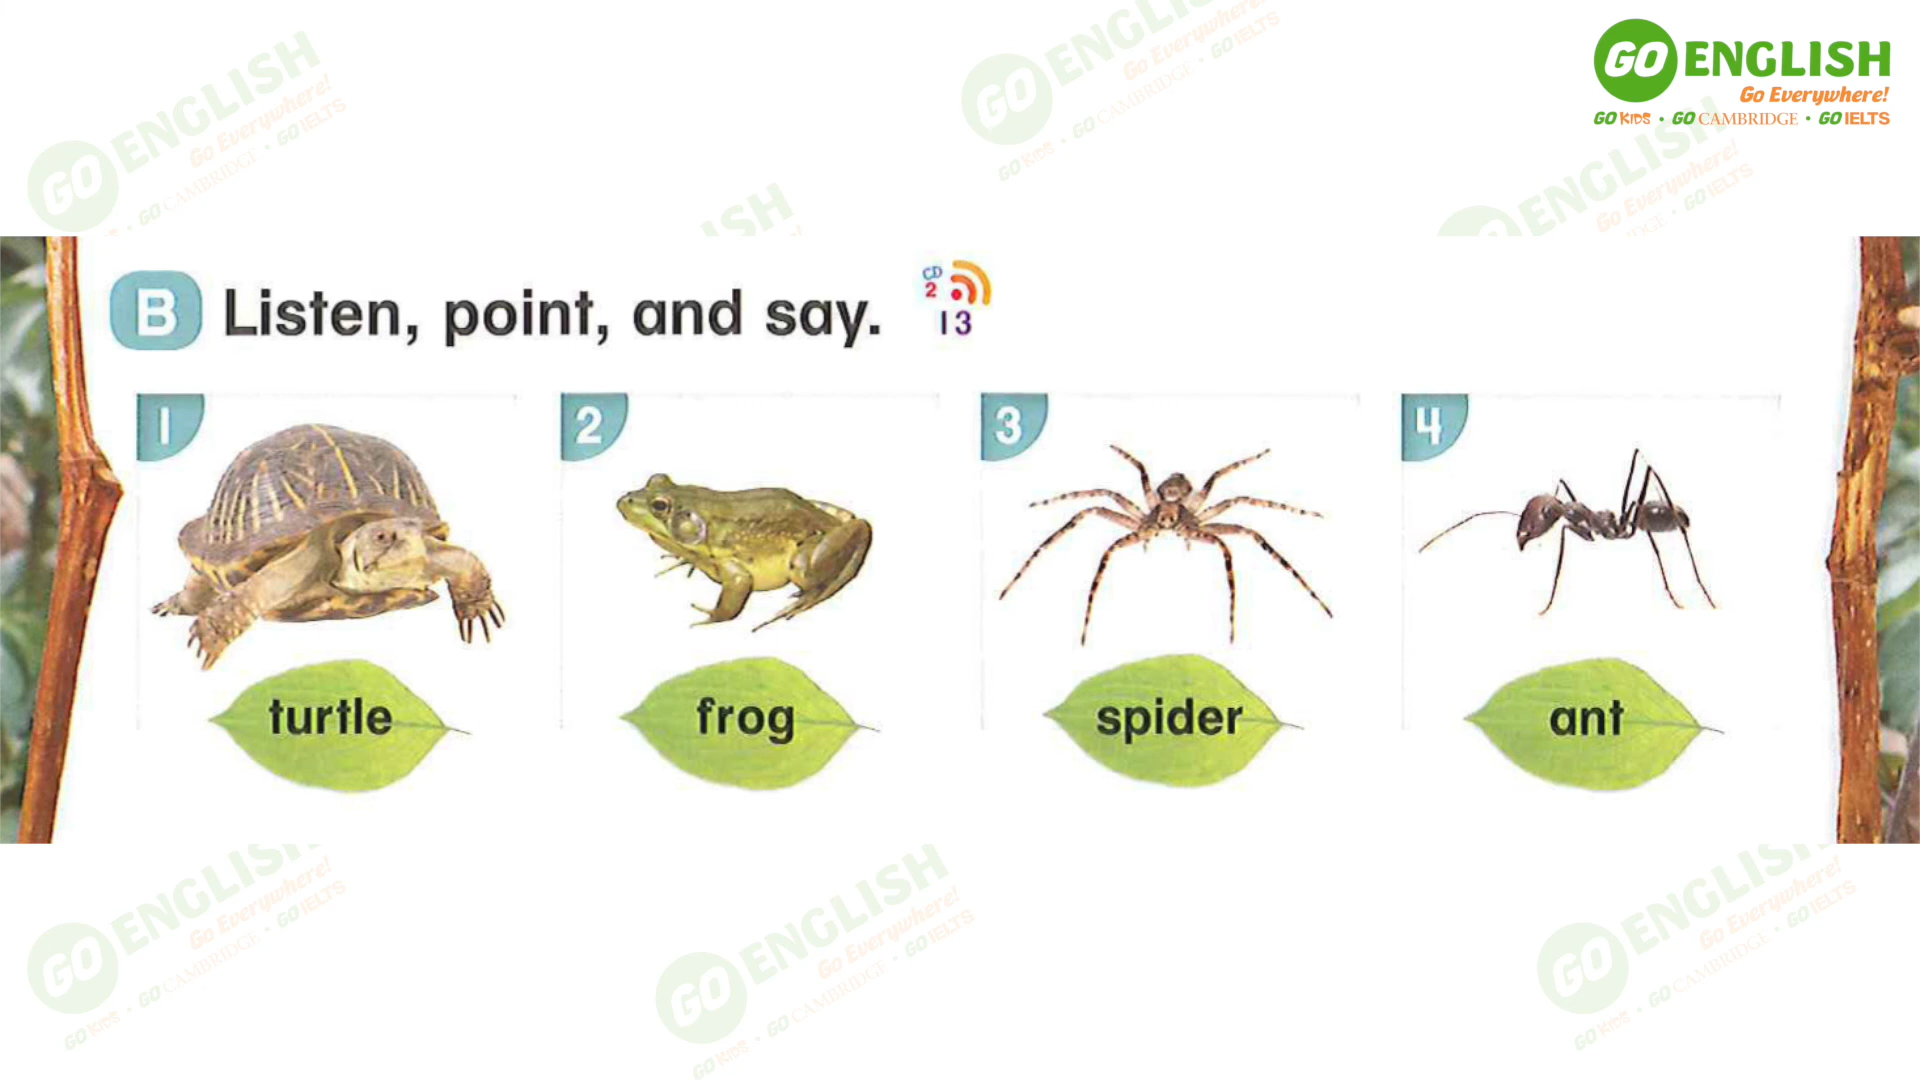 GO ENGLISH
Go Everywhere!
GO KIDS • GO CAMBRIDGE • GO IELTS
B Listen, point, and say.
CD
2
13
1
2
3
4
turtle
frog
spider
ant